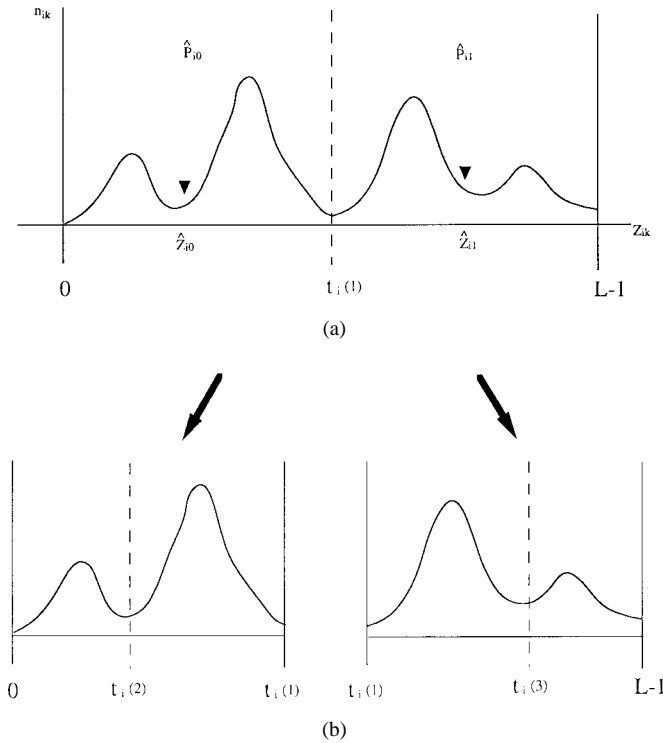 n_ik
P̂_i0 P̂_i1
Ẑ_i0 Ẑ_i1 Z_ik
0 t_i(1) L-1
(a)
0 t_i(2) t_i(1) t_i(1) t_i(3) L-1
(b)